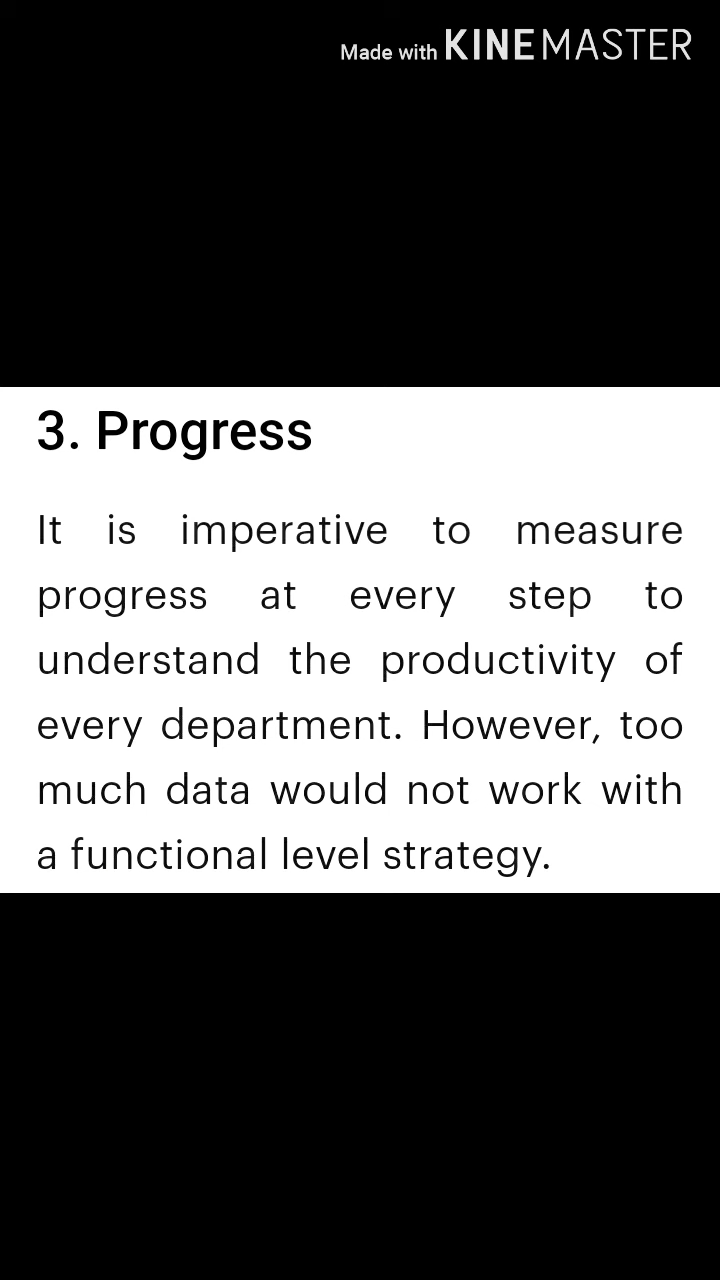 Made with KINEMASTER
3. Progress
It is imperative to measure
progress at every step to
understand the productivity of
every department. However, too
much data would not work with
a functional level strategy.